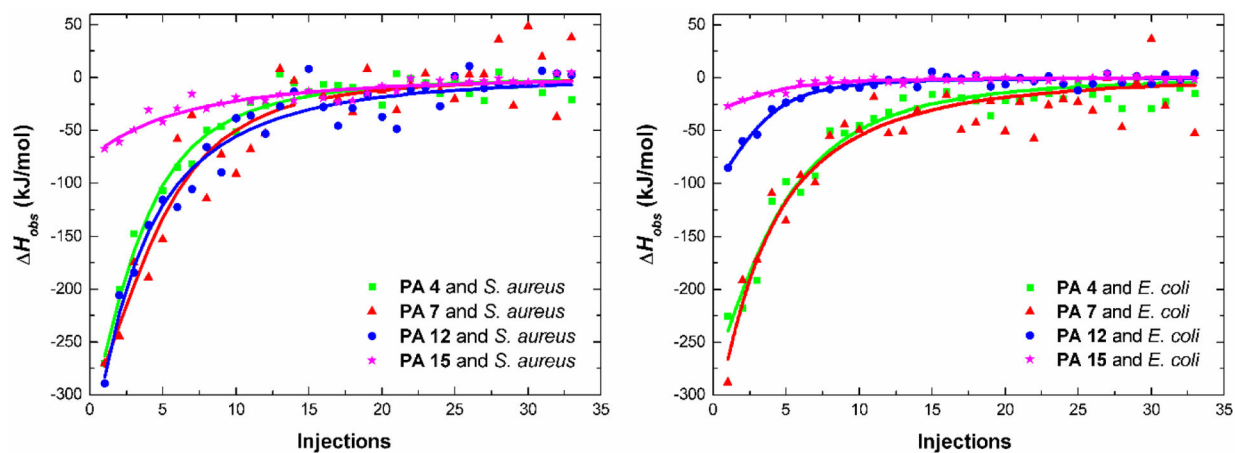 50
0
-50
-100
-150
-200
-250
-300
ΔH_obs (kJ/mol)
PA 4 and S. aureus
PA 7 and S. aureus
PA 12 and S. aureus
PA 15 and S. aureus
0 5 10 15 20 25 30 35
Injections
50
0
-50
-100
-150
-200
-250
-300
ΔH_obs (kJ/mol)
PA 4 and E. coli
PA 7 and E. coli
PA 12 and E. coli
PA 15 and E. coli
0 5 10 15 20 25 30 35
Injections